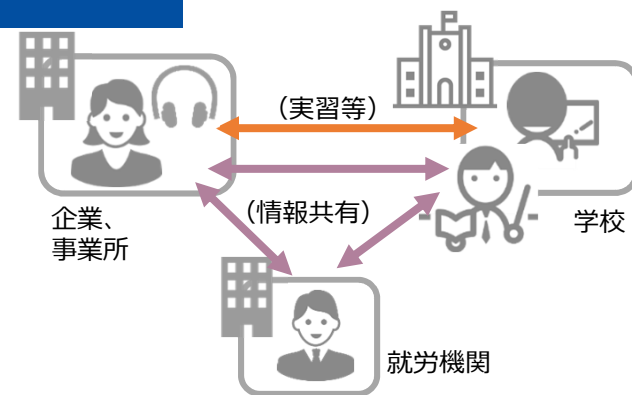 (実習等)
(情報共有)
企業、
事業所
学校
就労機関